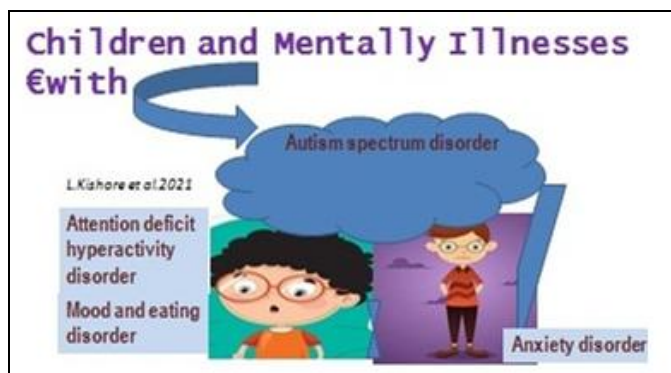 Children and Mentally Illnesses
€with
Autism spectrum disorder
L.Kishore et al.2021
Attention deficit
hyperactivity
disorder
Mood and eating
disorder
Anxiety disorder